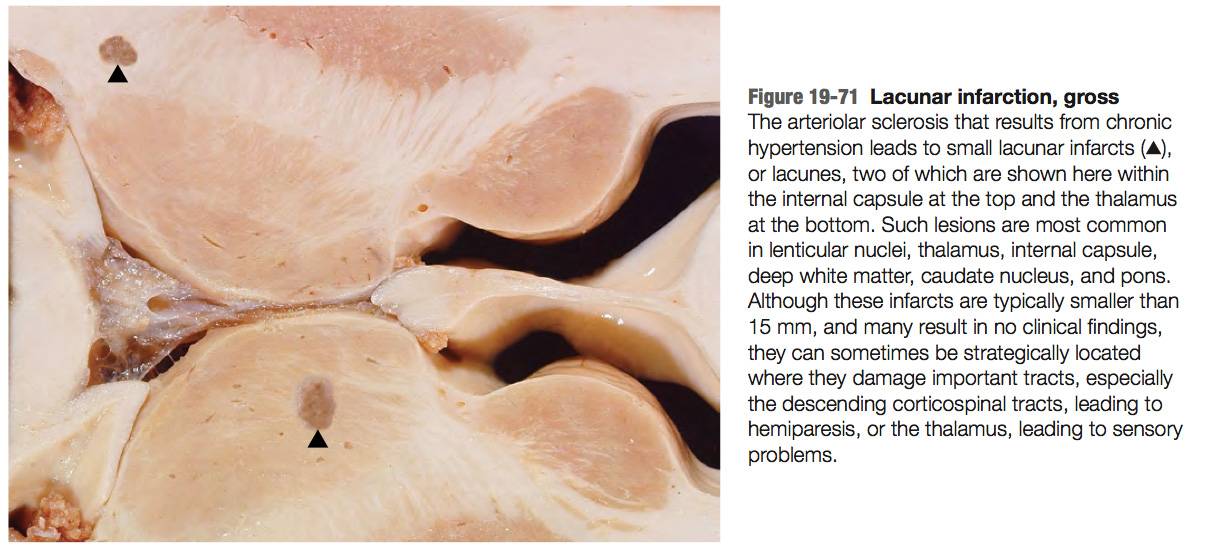 Figure 19-71 Lacunar infarction, gross
The arteriolar sclerosis that results from chronic
hypertension leads to small lacunar infarcts (▲),
or lacunes, two of which are shown here within
the internal capsule at the top and the thalamus
at the bottom. Such lesions are most common
in lenticular nuclei, thalamus, internal capsule,
deep white matter, caudate nucleus, and pons.
Although these infarcts are typically smaller than
15 mm, and many result in no clinical findings,
they can sometimes be strategically located
where they damage important tracts, especially
the descending corticospinal tracts, leading to
hemiparesis, or the thalamus, leading to sensory
problems.